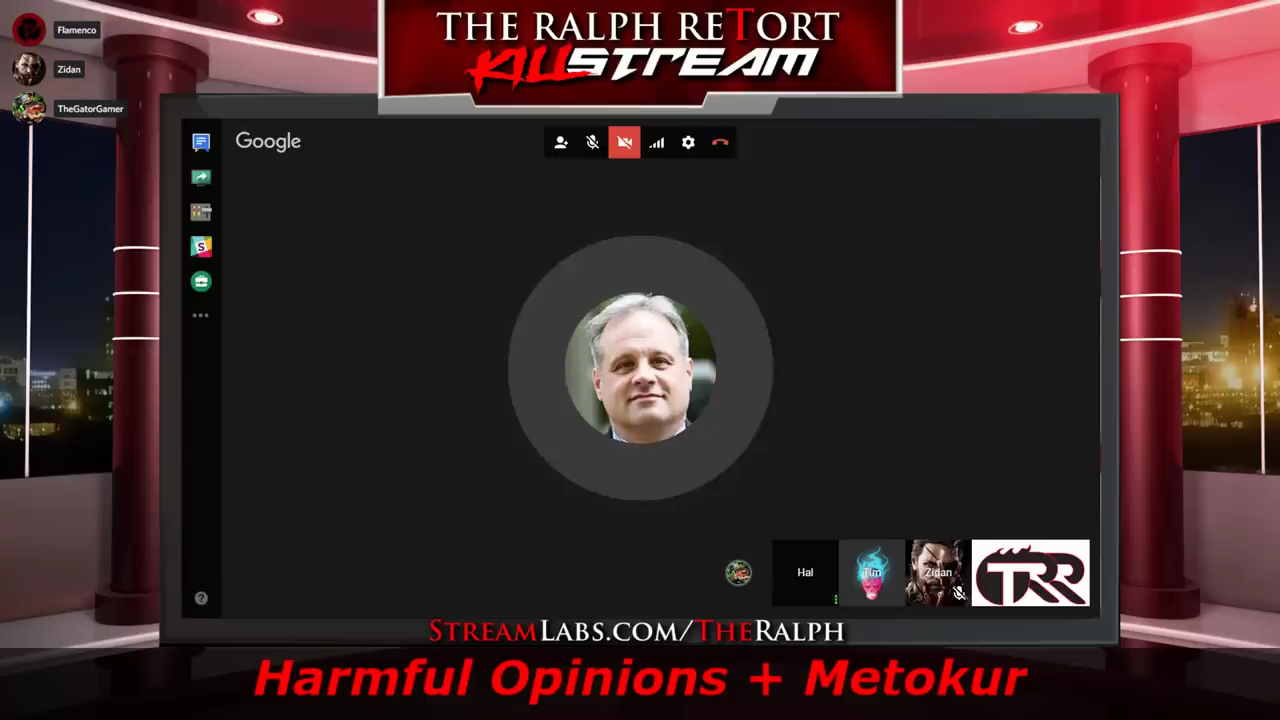 Flamenco
Zidan
TheGatorGamer
THE RALPH RETORT
KILLSTREAM
Google
S
Hal
Tim
Zidan
TRR
STREAMLABS.COM/THERALPH
Harmful Opinions + Metokur